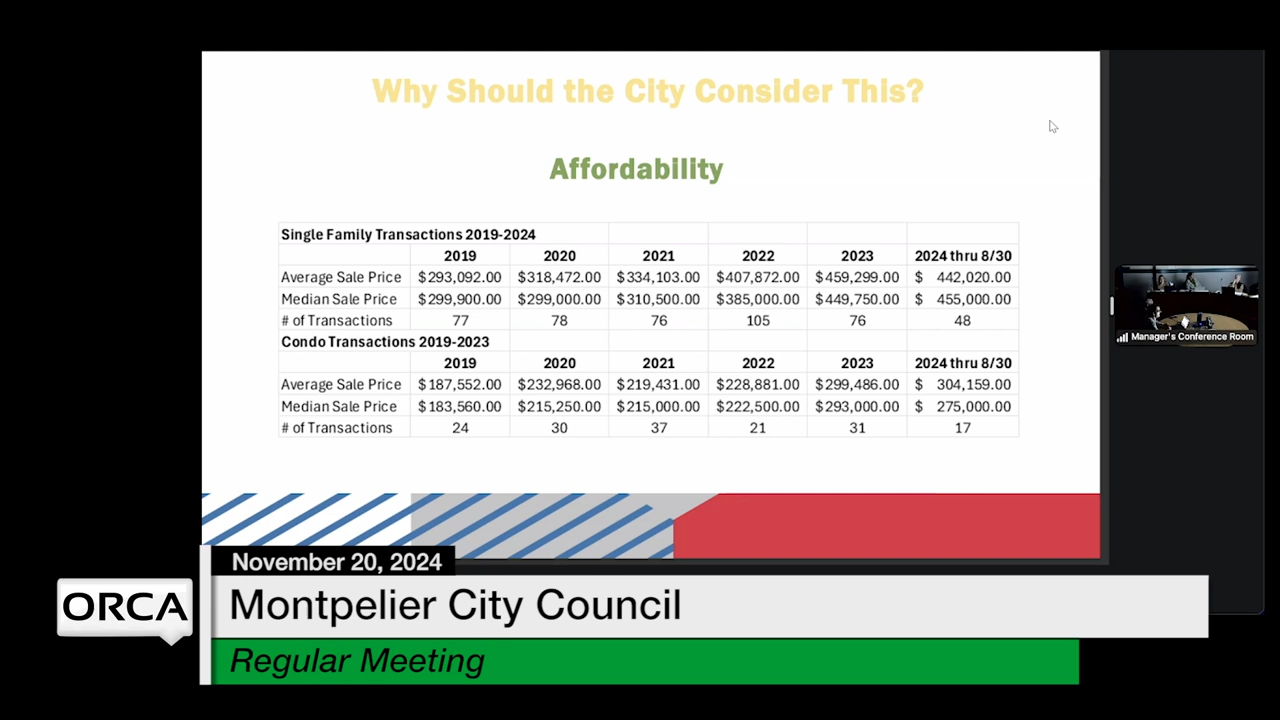 Why Should the City Consider This?
Affordability
Single Family Transactions 2019-2024
2019 2020 2021 2022 2023 2024 thru 8/30
Average Sale Price $293,092.00 $318,472.00 $334,103.00 $407,872.00 $459,299.00 $ 442,020.00
Median Sale Price $299,900.00 $299,000.00 $310,500.00 $385,000.00 $449,750.00 $ 455,000.00
# of Transactions 77 78 76 105 76 48
Condo Transactions 2019-2023
2019 2020 2021 2022 2023 2024 thru 8/30
Average Sale Price $187,552.00 $232,968.00 $219,431.00 $228,881.00 $299,486.00 $ 304,159.00
Median Sale Price $183,560.00 $215,250.00 $215,000.00 $222,500.00 $293,000.00 $ 275,000.00
# of Transactions 24 30 37 21 31 17
Manager's Conference Room
November 20, 2024
ORCA
Montpelier City Council
Regular Meeting